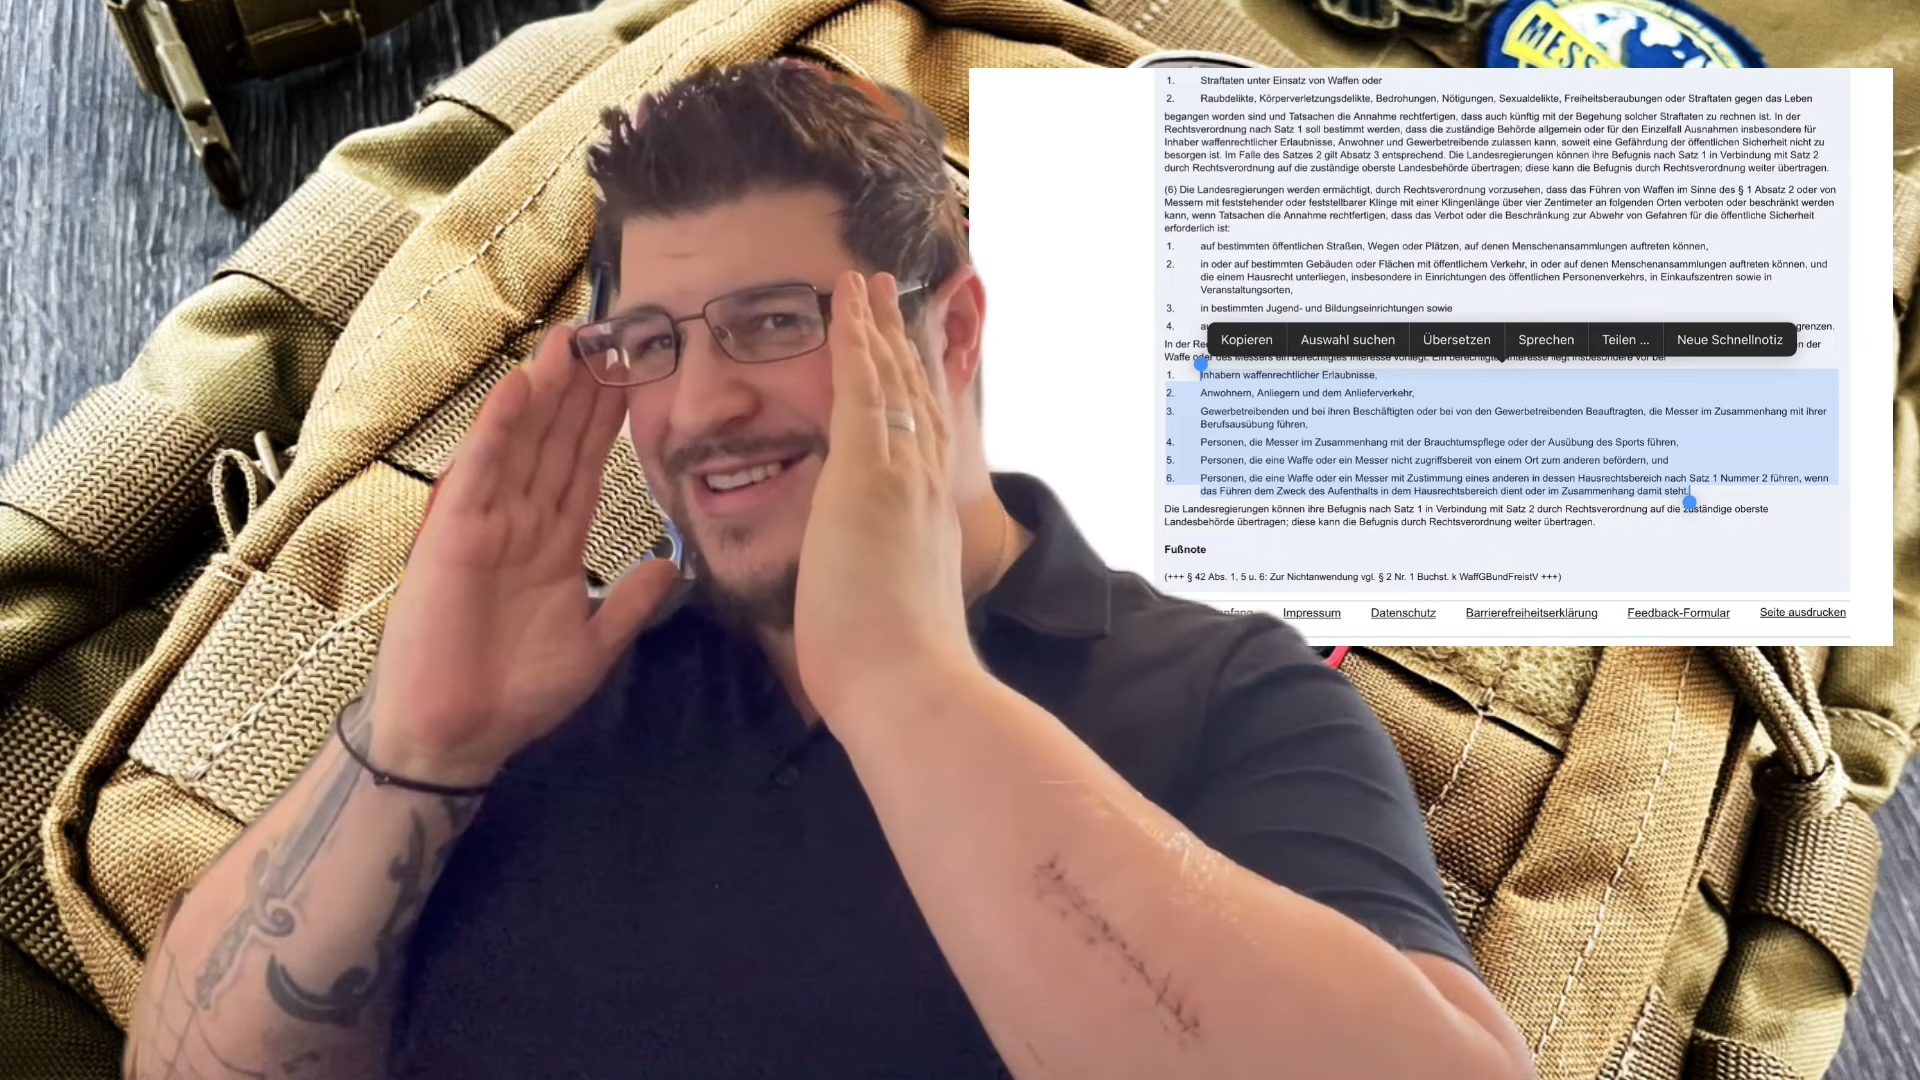 MESS
1. Straftaten unter Einsatz von Waffen oder
2. Raubdelikte, Körperverletzungsdelikte, Bedrohungen, Nötigungen, Sexualdelikte, Freiheitsberaubungen oder Straftaten gegen das Leben
begangen worden sind und Tatsachen die Annahme rechtfertigen, dass auch künftig mit der Begehung solcher Straftaten zu rechnen ist. In der
Rechtsverordnung nach Satz 1 soll bestimmt werden, dass die zuständige Behörde allgemein oder für den Einzelfall Ausnahmen insbesondere für
Inhaber waffenrechtlicher Erlaubnisse, Anwohner und Gewerbetreibende zulassen kann, soweit eine Gefährdung der öffentlichen Sicherheit nicht zu
besorgen ist. Im Falle des Satzes 2 gilt Absatz 3 entsprechend. Die Landesregierungen können ihre Befugnis nach Satz 1 in Verbindung mit Satz 2
durch Rechtsverordnung auf die zuständige oberste Landesbehörde übertragen; diese kann die Befugnis durch Rechtsverordnung weiter übertragen.
(6) Die Landesregierungen werden ermächtigt, durch Rechtsverordnung vorzusehen, dass das Führen von Waffen im Sinne des § 1 Absatz 2 oder von
Messern mit feststehender oder feststellbarer Klinge mit einer Klingenlänge über vier Zentimeter an folgenden Orten verboten oder beschränkt werden
kann, wenn Tatsachen die Annahme rechtfertigen, dass das Verbot oder die Beschränkung zur Abwehr von Gefahren für die öffentliche Sicherheit
erforderlich ist:
1. auf bestimmten öffentlichen Straßen, Wegen oder Plätzen, auf denen Menschenansammlungen auftreten können,
2. in oder auf bestimmten Gebäuden oder Flächen mit öffentlichem Verkehr, in oder auf denen Menschenansammlungen auftreten können, und
die einem Hausrecht unterliegen, insbesondere in Einrichtungen des öffentlichen Personenverkehrs, in Einkaufszentren sowie in
Veranstaltungsorten,
3. in bestimmten Jugend- und Bildungseinrichtungen sowie
4. grenzen.
Kopieren Auswahl suchen Übersetzen Sprechen Teilen ... Neue Schnellnotiz
In der der
Waffe oder des Messers ein berechtigtes Interesse vorliegt. Ein berechtigtes Interesse liegt insbesondere vor bei
1. Inhabern waffenrechtlicher Erlaubnisse,
2. Anwohnern, Anliegern und dem Anlieferverkehr,
3. Gewerbetreibenden und bei ihren Beschäftigten oder bei von den Gewerbetreibenden Beauftragten, die Messer im Zusammenhang mit ihrer
Berufsausübung führen,
4. Personen, die Messer im Zusammenhang mit der Brauchtumspflege oder der Ausübung des Sports führen,
5. Personen, die eine Waffe oder ein Messer nicht zugriffsbereit von einem Ort zum anderen befördern, und
6. Personen, die eine Waffe oder ein Messer mit Zustimmung eines anderen in dessen Hausrechtsbereich nach Satz 1 Nummer 2 führen, wenn
das Führen dem Zweck des Aufenthalts in dem Hausrechtsbereich dient oder im Zusammenhang damit steht.
Die Landesregierungen können ihre Befugnis nach Satz 1 in Verbindung mit Satz 2 durch Rechtsverordnung auf die zuständige oberste
Landesbehörde übertragen; diese kann die Befugnis durch Rechtsverordnung weiter übertragen.
Fußnote
(+++ § 42 Abs. 1, 5 u. 6: Zur Nichtanwendung vgl. § 2 Nr. 1 Buchst. k WaffGBundFreistV +++)
Impressum Datenschutz Barrierefreiheitserklärung Feedback-Formular Seite ausdrucken